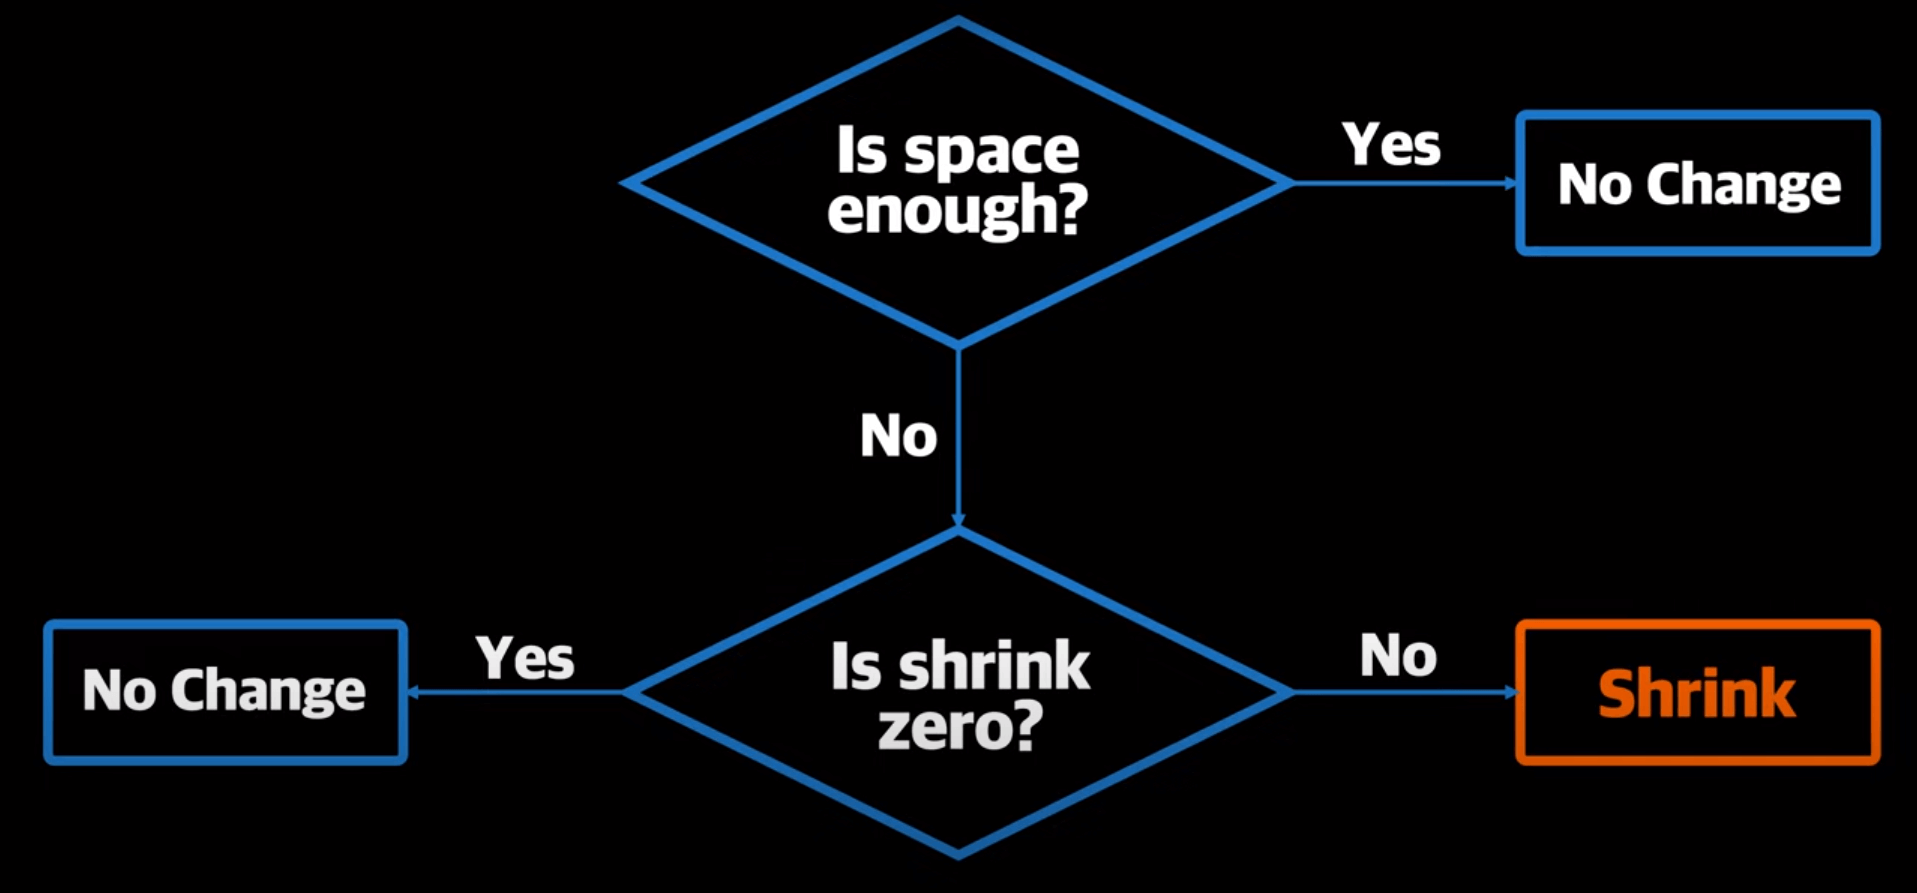 Is space
enough?
Yes
No Change
No
Is shrink
zero?
Yes
No Change
No
Shrink